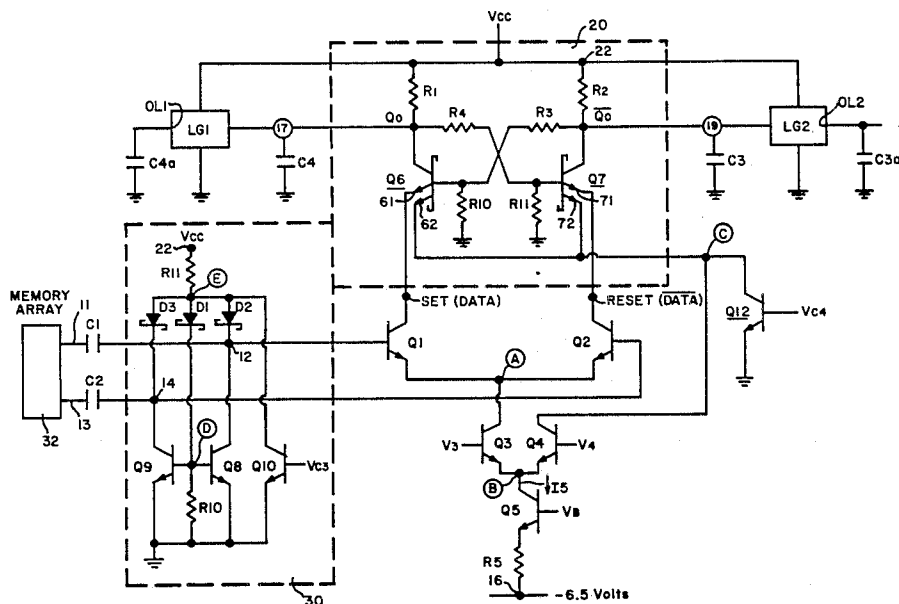 Vcc
20
22
OL1
R1
R2
OL2
LG1
17
Qo
R4
R3
Qo
19
LG2
C4a
C4
Q6
Q7
C3
C3a
61
R10
R11
71
62
72
C
Vcc
22
R11
E
SET (DATA)
RESET (DATA)
Q12
Vc4
MEMORY
ARRAY
11
C1
D3
D1
D2
12
Q1
Q2
A
C2
14
32
13
D
V3
Q3
Q4
V4
Q9
Q8
Q10
Vc3
B
I5
Q5
VB
R10
R5
16
-6.5 Volts
30